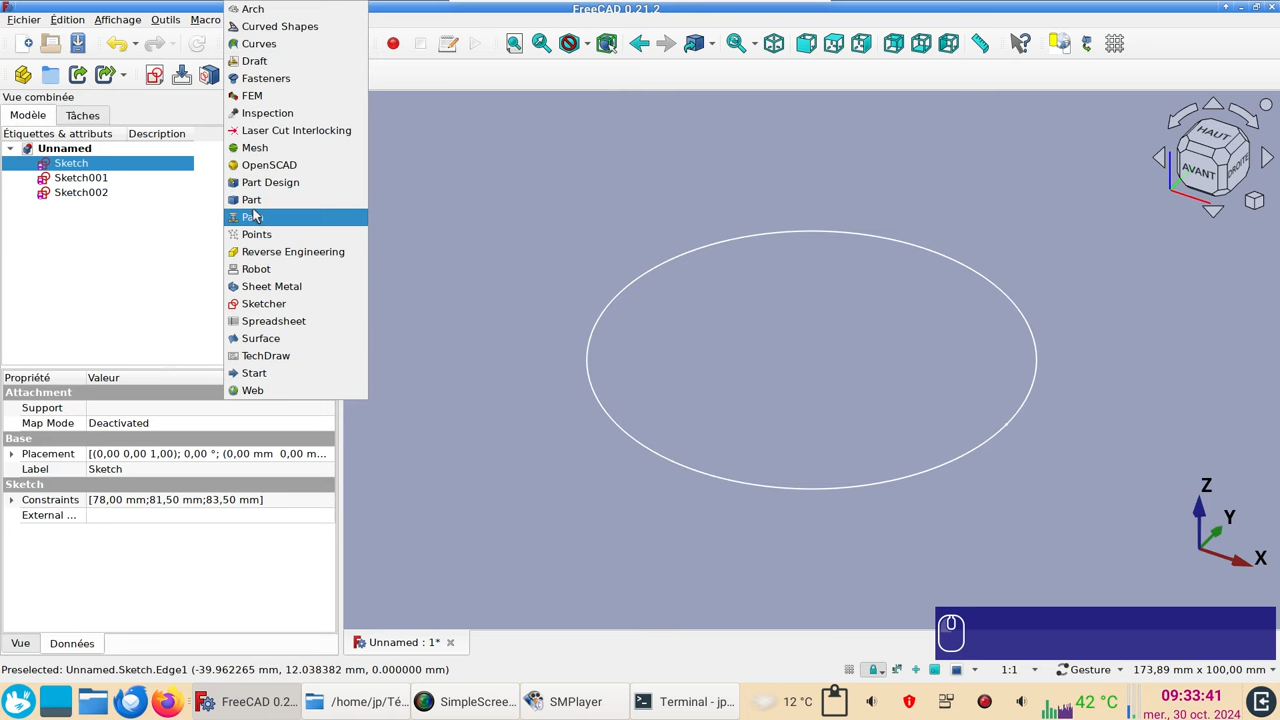 FreeCAD 0.21.2
Fichier Édition Affichage Outils Macro
Arch
Curved Shapes
Curves
Draft
Fasteners
FEM
Inspection
Laser Cut Interlocking
Mesh
OpenSCAD
Part Design
Part
Points
Reverse Engineering
Robot
Sheet Metal
Sketcher
Spreadsheet
Surface
TechDraw
Start
Web
Vue combinée
Modèle Tâches
Étiquettes & attributs Description
Unnamed
Sketch
Sketch001
Sketch002
Propriété Valeur
Attachment
Support
Map Mode Deactivated
Base
Placement [(0,00 0,00 1,00); 0,00 °; (0,00 mm 0,00 m...
Label Sketch
Sketch
Constraints [78,00 mm;81,50 mm;83,50 mm]
External ...
Vue Données
HAUT
AVANT
DROITE
Z
Y
X
Unnamed : 1*
Preselected: Unnamed.Sketch.Edge1 (-39.962265 mm, 12.038382 mm, 0.000000 mm)
1:1 Gesture 173,89 mm x 100,00 mm
FreeCAD 0.2... /home/jp/Té... SimpleScree... SMPlayer Terminal - jp... 12 °C 42 °C
09:33:41
mer., 30 oct. 2024